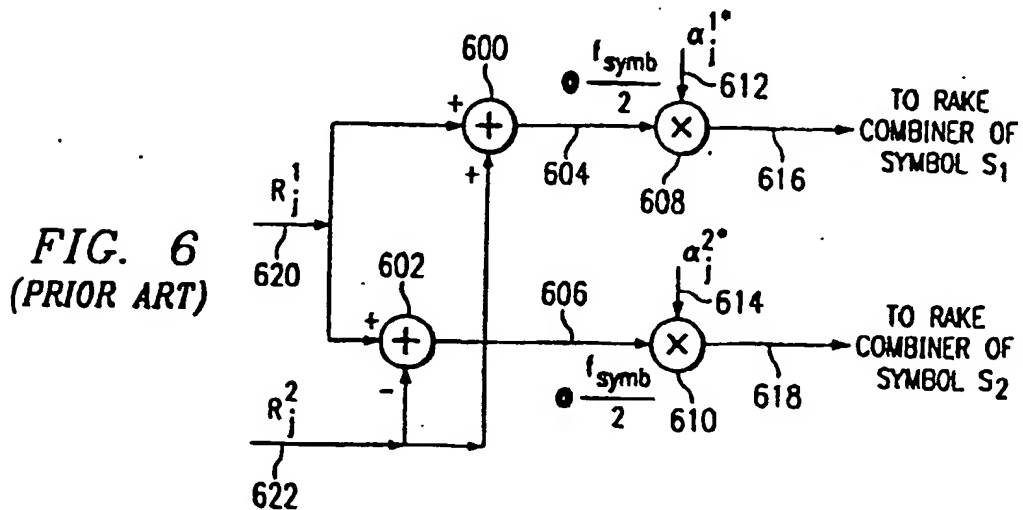 600
α_j^1*
f_symb
@
2
612
+
+
×
+
604
608
616
TO RAKE
COMBINER OF
SYMBOL S₁
R_j^1
FIG. 6
(PRIOR ART)
620
602
α_j^2*
606
614
+
+
×
-
f_symb
@
2
610
618
TO RAKE
COMBINER OF
SYMBOL S₂
R_j^2
622